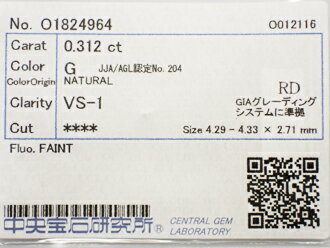 No. O1824964 O012116
Carat 0.312 ct
Color G JJA/AGL認定No. 204
ColorOrigin NATURAL
Clarity VS-1 RD
GIAグレーディング
システムに準拠
Cut ****
Size 4.29 - 4.33 × 2.71 mm
Fluo. FAINT
中央宝石研究所® CENTRAL GEM
LABORATORY